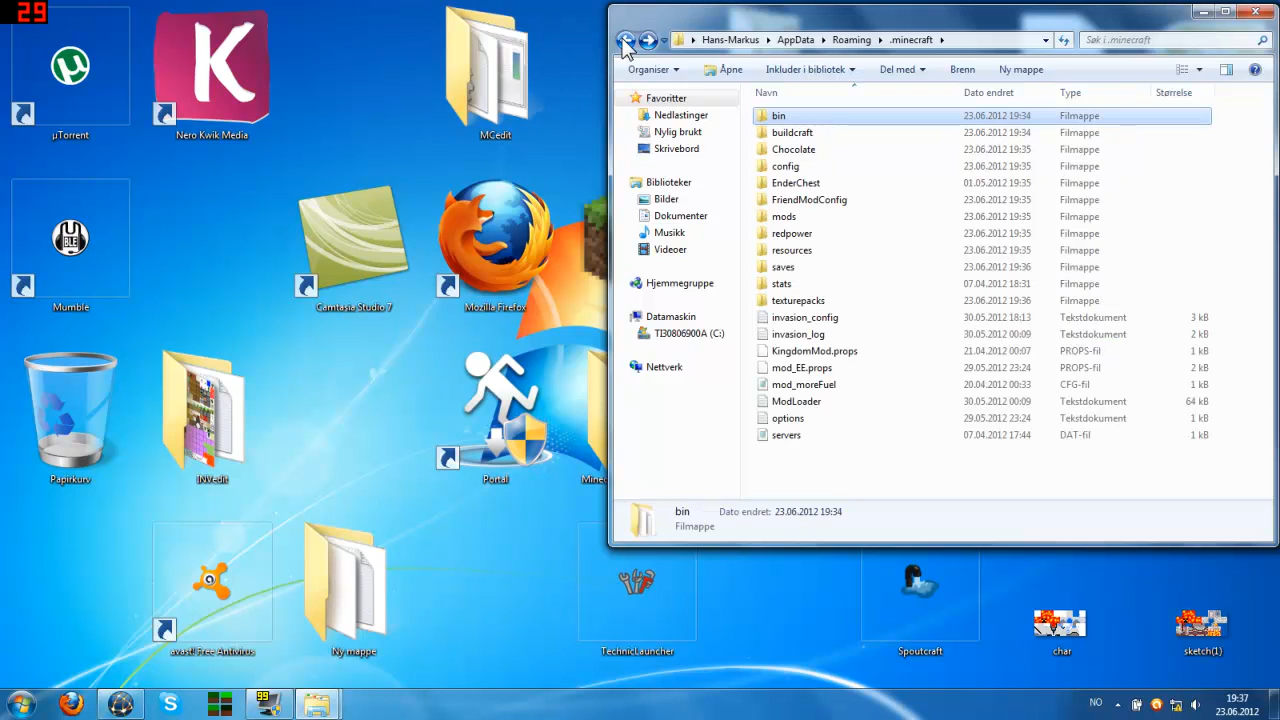 29
µTorrent
Nero Kwik Media
MCedit
Mumble
Camtasia Studio 7
Mozilla Firefox
Papirkurv
INVedit
Portal
Minec
avast! Free Antivirus
Ny mappe
TechnicLauncher
Spoutcraft
char
sketch(1)
Hans-Markus AppData Roaming .minecraft
Søk i .minecraft
Organiser Åpne Inkluder i bibliotek Del med Brenn Ny mappe
Favoritter
Nedlastinger
Nylig brukt
Skrivebord
Biblioteker
Bilder
Dokumenter
Musikk
Videoer
Hjemmegruppe
Datamaskin
TI30806900A (C:)
Nettverk
Navn Dato endret Type Størrelse
bin 23.06.2012 19:34 Filmappe
buildcraft 23.06.2012 19:34 Filmappe
Chocolate 23.06.2012 19:35 Filmappe
config 23.06.2012 19:35 Filmappe
EnderChest 01.05.2012 19:35 Filmappe
FriendModConfig 23.06.2012 19:35 Filmappe
mods 23.06.2012 19:35 Filmappe
redpower 23.06.2012 19:35 Filmappe
resources 23.06.2012 19:35 Filmappe
saves 23.06.2012 19:36 Filmappe
stats 07.04.2012 18:31 Filmappe
texturepacks 23.06.2012 19:36 Filmappe
invasion_config 30.05.2012 18:13 Tekstdokument 3 kB
invasion_log 30.05.2012 00:09 Tekstdokument 2 kB
KingdomMod.props 21.04.2012 00:07 PROPS-fil 1 kB
mod_EE.props 29.05.2012 23:24 PROPS-fil 2 kB
mod_moreFuel 20.04.2012 00:33 CFG-fil 1 kB
ModLoader 30.05.2012 00:09 Tekstdokument 64 kB
options 29.05.2012 23:24 Tekstdokument 1 kB
servers 07.04.2012 17:44 DAT-fil 1 kB
bin Dato endret: 23.06.2012 19:34
Filmappe
99
NO
19:37
23.06.2012